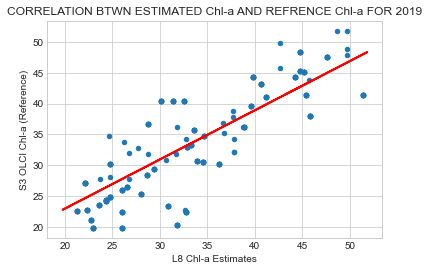 CORRELATION BTWN ESTIMATED Chl-a AND REFRENCE Chl-a FOR 2019
S3 OLCI Chl-a (Reference)
50
45
40
35
30
25
20
20 25 30 35 40 45 50
L8 Chl-a Estimates